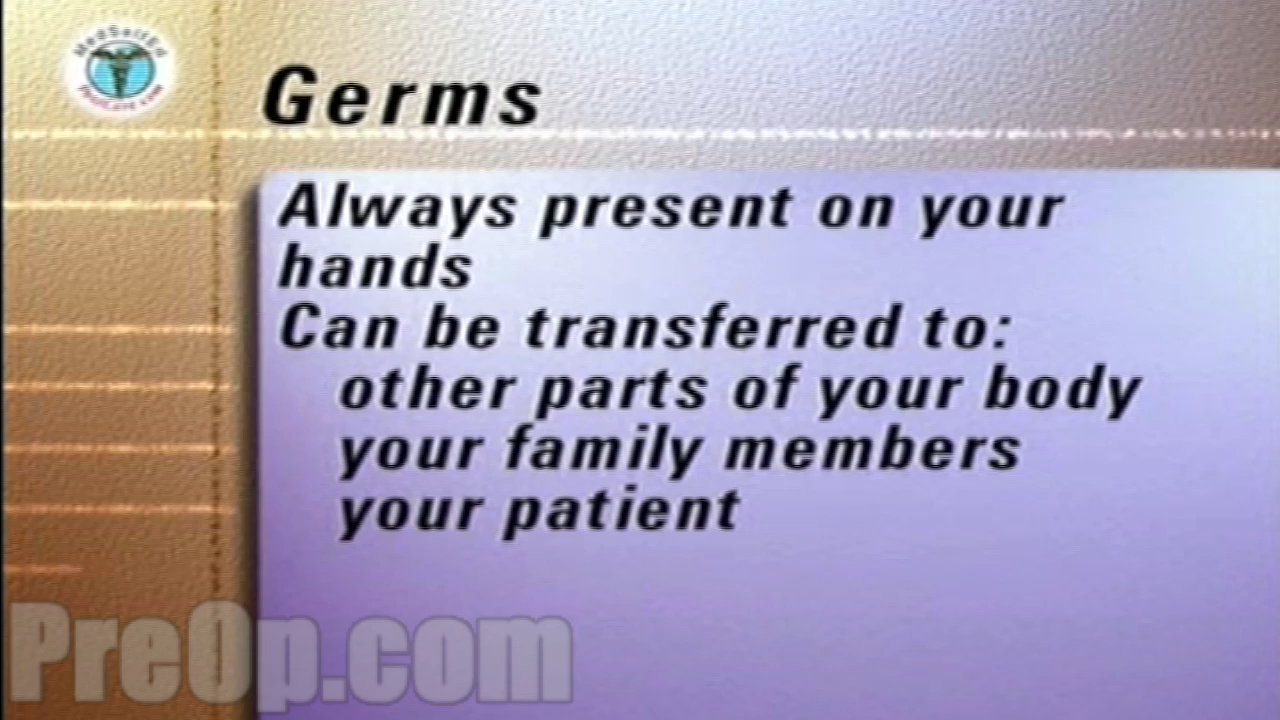 MedSelfEd
Germs
Always present on your
hands
Can be transferred to:
other parts of your body
your family members
your patient
PreOp.com